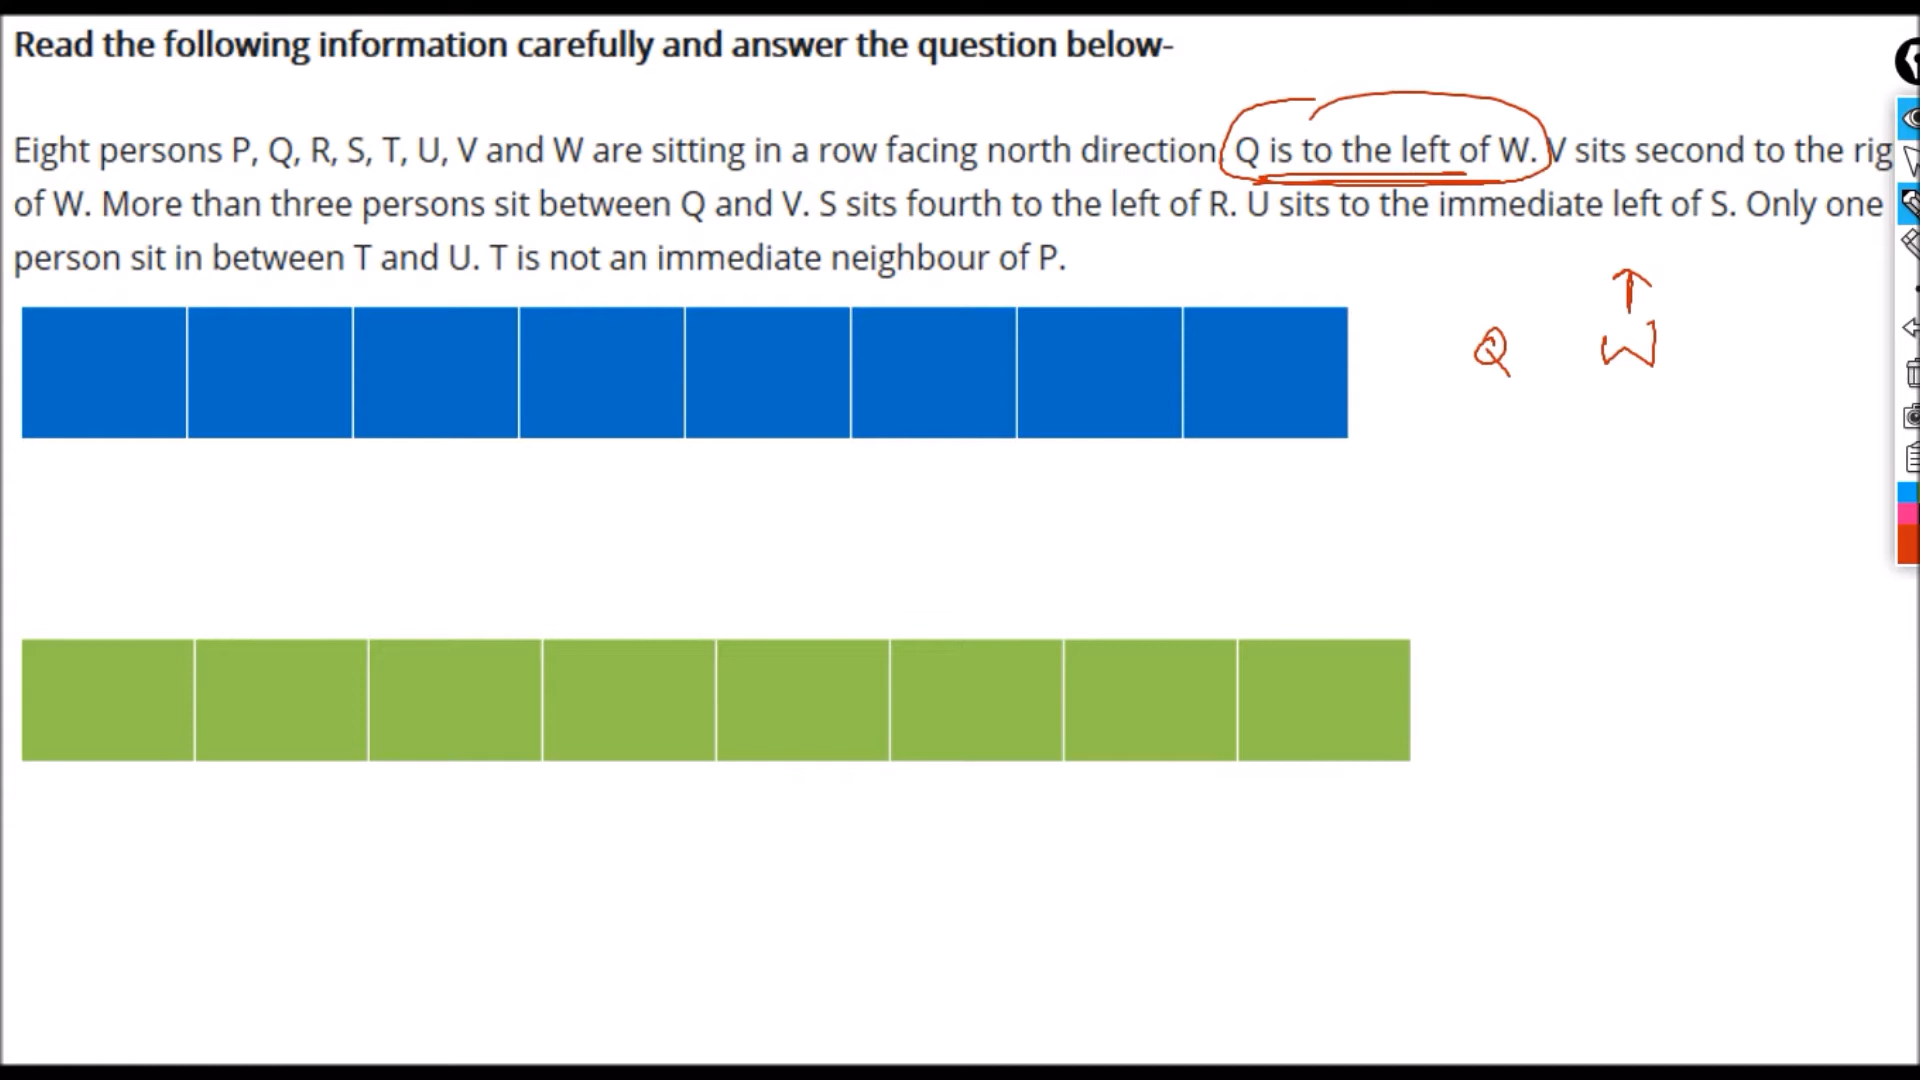 Read the following information carefully and answer the question below-
Eight persons P, Q, R, S, T, U, V and W are sitting in a row facing north direction. Q is to the left of W. V sits second to the rig
of W. More than three persons sit between Q and V. S sits fourth to the left of R. U sits to the immediate left of S. Only one
person sit in between T and U. T is not an immediate neighbour of P.
Q W